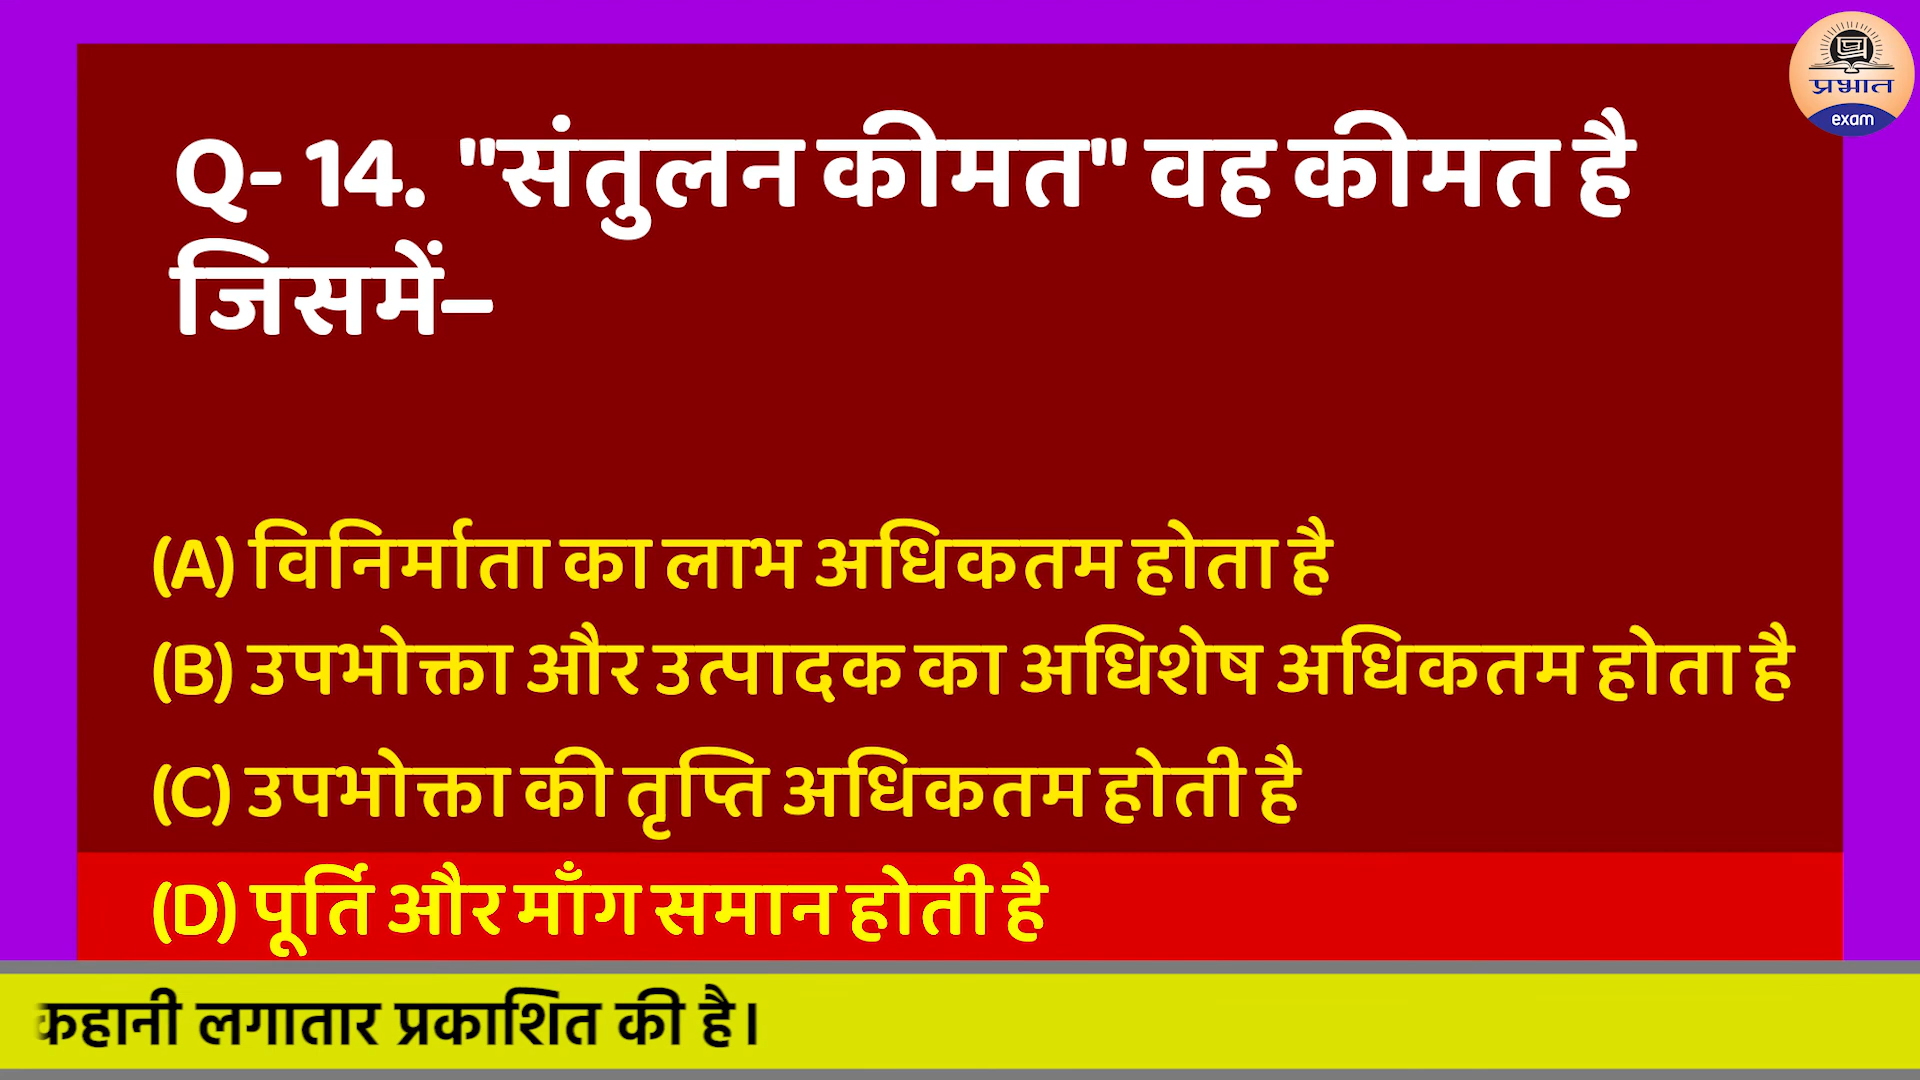 प्रभात
exam
Q- 14. "संतुलन कीमत" वह कीमत है
जिसमें–
(A) विनिर्माता का लाभ अधिकतम होता है
(B) उपभोक्ता और उत्पादक का अधिशेष अधिकतम होता है
(C) उपभोक्ता की तृप्ति अधिकतम होती है
(D) पूर्ति और माँग समान होती है
कहानी लगातार प्रकाशित की है।